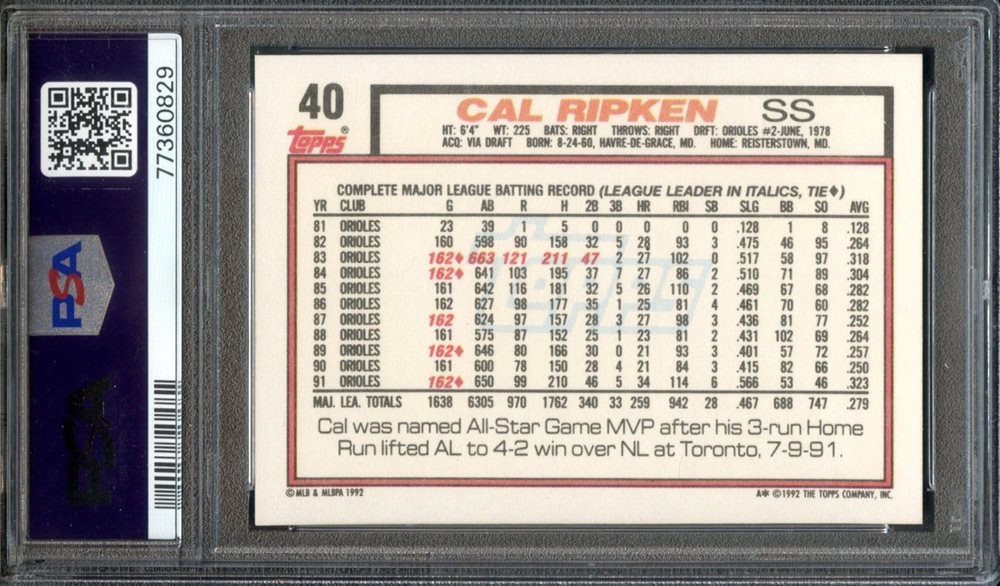 PSA
77360829
PSA
40
topps®
CAL RIPKEN SS
HT: 6'4" WT: 225 BATS: RIGHT THROWS: RIGHT DRFT: ORIOLES #2-JUNE, 1978
ACQ: VIA DRAFT BORN: 8-24-60, HAVRE-DE-GRACE, MD. HOME: REISTERSTOWN, MD.
COMPLETE MAJOR LEAGUE BATTING RECORD (LEAGUE LEADER IN ITALICS, TIE♦)
YR CLUB G AB R H 2B 3B HR RBI SB SLG BB SO AVG
81 ORIOLES 23 39 1 5 0 0 0 0 0 .128 1 8 .128
82 ORIOLES 160 598 90 158 32 5 28 93 3 .475 46 95 .264
83 ORIOLES 162♦ 663 121 211 47 2 27 102 0 .517 58 97 .318
84 ORIOLES 162♦ 641 103 195 37 7 27 86 2 .510 71 89 .304
85 ORIOLES 161 642 116 181 32 5 26 110 2 .469 67 68 .282
86 ORIOLES 162 627 98 177 35 1 25 81 4 .461 70 60 .282
87 ORIOLES 162 624 97 157 28 3 27 98 3 .436 81 77 .252
88 ORIOLES 161 575 87 152 25 1 23 81 2 .431 102 69 .264
89 ORIOLES 162♦ 646 80 166 30 0 21 93 3 .401 57 72 .257
90 ORIOLES 161 600 78 150 28 4 21 84 3 .415 82 66 .250
91 ORIOLES 162♦ 650 99 210 46 5 34 114 6 .566 53 46 .323
MAJ. LEA. TOTALS 1638 6305 970 1762 340 33 259 942 28 .467 688 747 .279
Cal was named All-Star Game MVP after his 3-run Home
Run lifted AL to 4-2 win over NL at Toronto, 7-9-91.
© MLB & MLBPA 1992
A* ©1992 THE TOPPS COMPANY, INC.